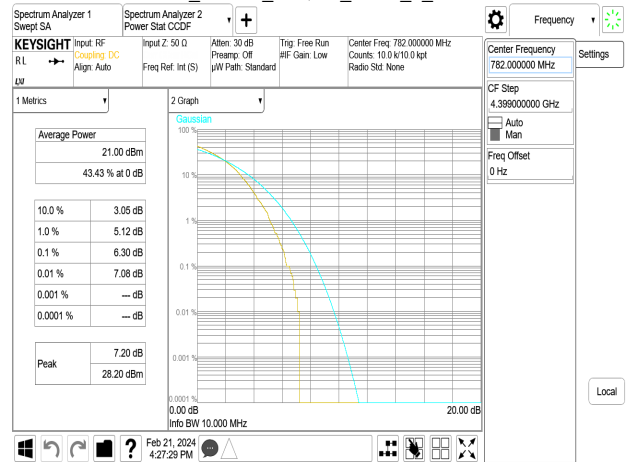 Spectrum Analyzer 1
Swept SA
Spectrum Analyzer 2
Power Stat CCDF
Frequency
KEYSIGHT
RL
Input: RF
Coupling: DC
Align: Auto
Input Z: 50 Ω
Freq Ref: Int (S)
Atten: 30 dB
Preamp: Off
µW Path: Standard
Trig: Free Run
#IF Gain: Low
Center Freq: 782.000000 MHz
Counts: 10.0 k/10.0 kpt
Radio Std: None
Center Frequency
782.000000 MHz
Settings
CF Step
4.399000000 GHz
Auto
Man
Freq Offset
0 Hz
1 Metrics
2 Graph
Average Power
21.00 dBm
43.43 % at 0 dB
10.0 % 3.05 dB
1.0 % 5.12 dB
0.1 % 6.30 dB
0.01 % 7.08 dB
0.001 % --- dB
0.0001 % --- dB
Peak
7.20 dB
28.20 dBm
Gaussian
100 %
10 %
1 %
0.1 %
0.01 %
0.001 %
0.0001 %
0.00 dB 20.00 dB
Info BW 10.000 MHz
Local
?
Feb 21, 2024
4:27:29 PM